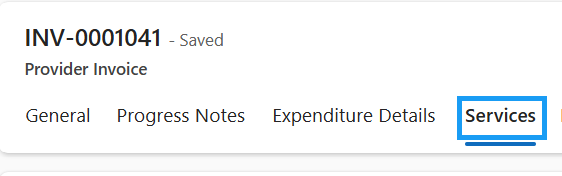 INV-0001041 - Saved
Provider Invoice
General Progress Notes Expenditure Details Services